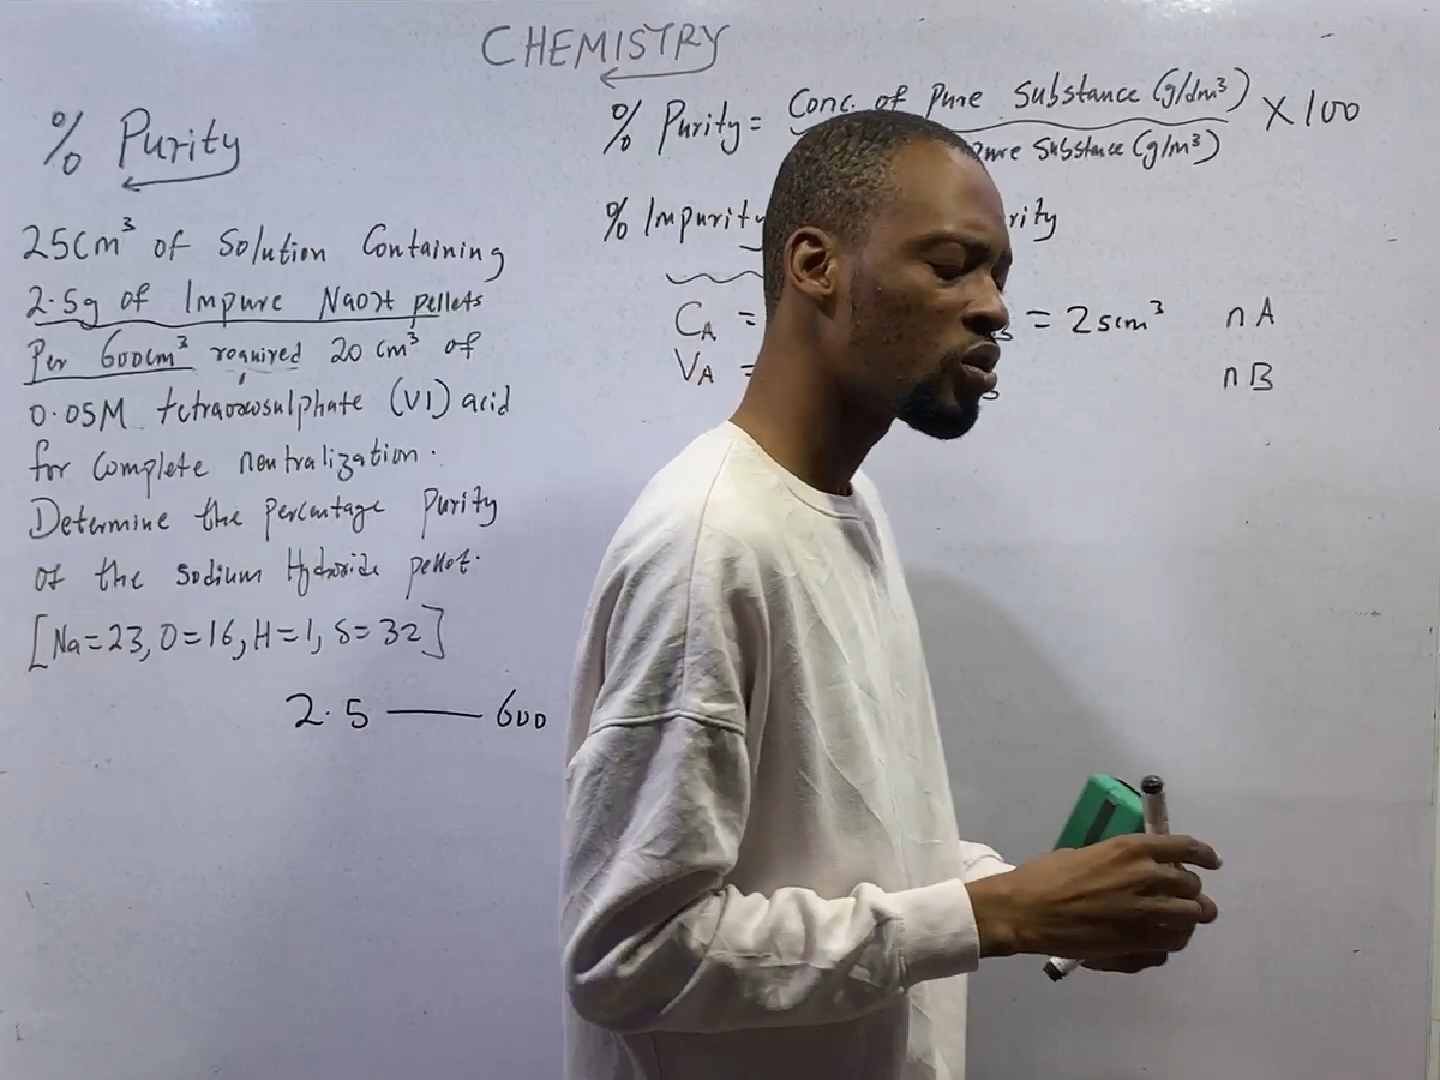 CHEMISTRY
% Purity
25cm³ of Solution Containing
2.5g of Impure NaOH pellets
Per 600cm³ required 20 cm³ of
0.05M tetraoxosulphate (VI) acid
for complete neutralization.
Determine the percentage purity
of the sodium Hydroxide pellet.
[Na=23, O=16, H=1, S=32]
2.5 — 600
% Purity = Conc. of Pure Substance (g/dm³) × 100
Substance (g/m³)
% Impurity
CA = = 25cm³ nA
VA = nB